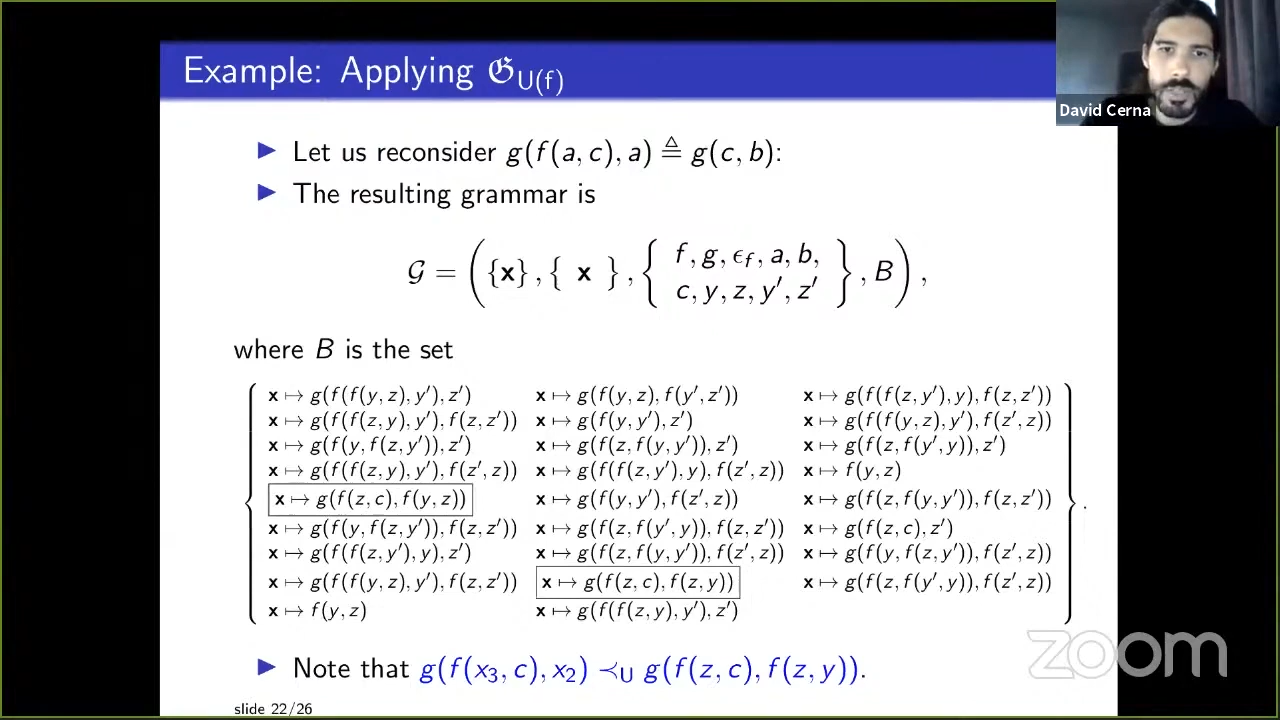 Example: Applying 𝔊U(f)
David Cerna
▶ Let us reconsider g(f(a, c), a) ≜ g(c, b):
▶ The resulting grammar is
𝒢 = ({x}, { x }, { f, g, ϵf, a, b,
c, y, z, y′, z′ }, B),
where B is the set
x ↦ g(f(f(y, z), y′), z′) x ↦ g(f(y, z), f(y′, z′)) x ↦ g(f(f(z, y′), y), f(z, z′))
x ↦ g(f(f(z, y), y′), f(z, z′)) x ↦ g(f(y, y′), z′) x ↦ g(f(f(y, z), y′), f(z′, z))
x ↦ g(f(y, f(z, y′)), z′) x ↦ g(f(z, f(y, y′)), z′) x ↦ g(f(z, f(y′, y)), z′)
x ↦ g(f(f(z, y), y′), f(z′, z)) x ↦ g(f(f(z, y′), y), f(z′, z)) x ↦ f(y, z)
x ↦ g(f(z, c), f(y, z)) x ↦ g(f(y, y′), f(z′, z)) x ↦ g(f(z, f(y, y′)), f(z, z′))
x ↦ g(f(y, f(z, y′)), f(z, z′)) x ↦ g(f(z, f(y′, y)), f(z, z′)) x ↦ g(f(z, c), z′)
x ↦ g(f(f(z, y′), y), z′) x ↦ g(f(z, f(y, y′)), f(z′, z)) x ↦ g(f(y, f(z, y′)), f(z′, z))
x ↦ g(f(f(y, z), y′), f(z, z′)) x ↦ g(f(z, c), f(z, y)) x ↦ g(f(z, f(y′, y)), f(z′, z))
x ↦ f(y, z) x ↦ g(f(f(z, y), y′), z′)
.
▶ Note that g(f(x3, c), x2) ≺U g(f(z, c), f(z, y)).
zoom
slide 22/26